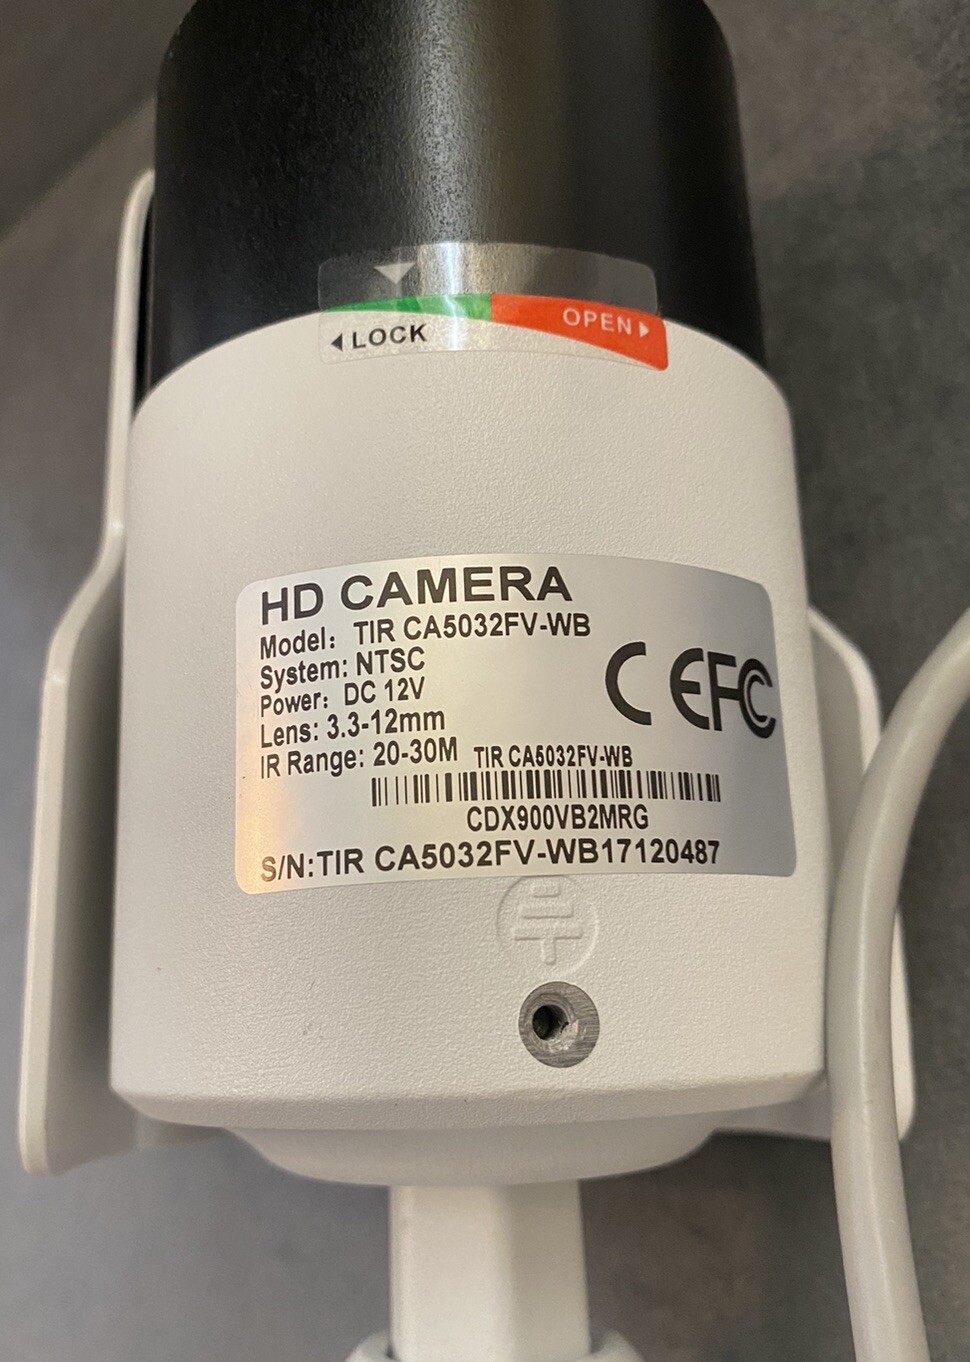 LOCK
OPEN
HD CAMERA
Model: TIR CA5032FV-WB
System: NTSC
Power: DC 12V
Lens: 3.3-12mm
IR Range: 20-30M
CE FC
TIR CA5032FV-WB
CDX900VB2MRG
S/N:TIR CA5032FV-WB17120487